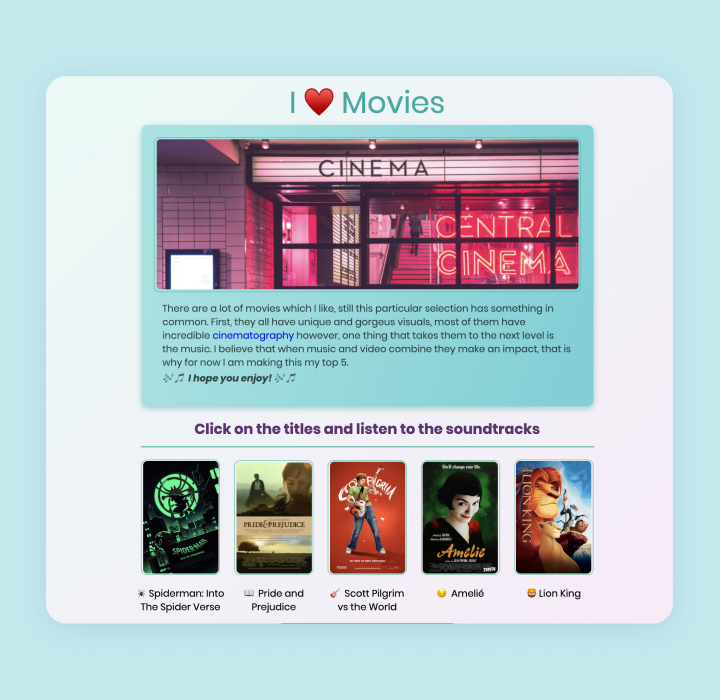 I ❤️ Movies
CINEMA
CENTRAL
CINEMA
There are a lot of movies which I like, still this particular selection has something in
common. First, they all have unique and gorgeus visuals, most of them have
incredible cinematography however, one thing that takes them to the next level is
the music. I believe that when music and video combine they make an impact, that is
why for now I am making this my top 5.
🎶🎵 I hope you enjoy! 🎶🎵
Click on the titles and listen to the soundtracks
SPIDER-MAN
PRIDE & PREJUDICE
SCOTT PILGRIM
She'll change your life.
Amélie
LION KING
🕷 Spiderman: Into
The Spider Verse
📖 Pride and
Prejudice
🎸 Scott Pilgrim
vs the World
😏 Amelié
🦁 Lion King